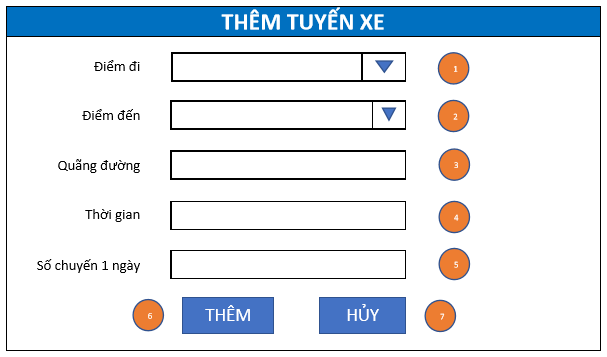 THÊM TUYẾN XE
Điểm đi
1
Điểm đến
2
Quãng đường
3
Thời gian
4
Số chuyến 1 ngày
5
6
THÊM
HỦY
7